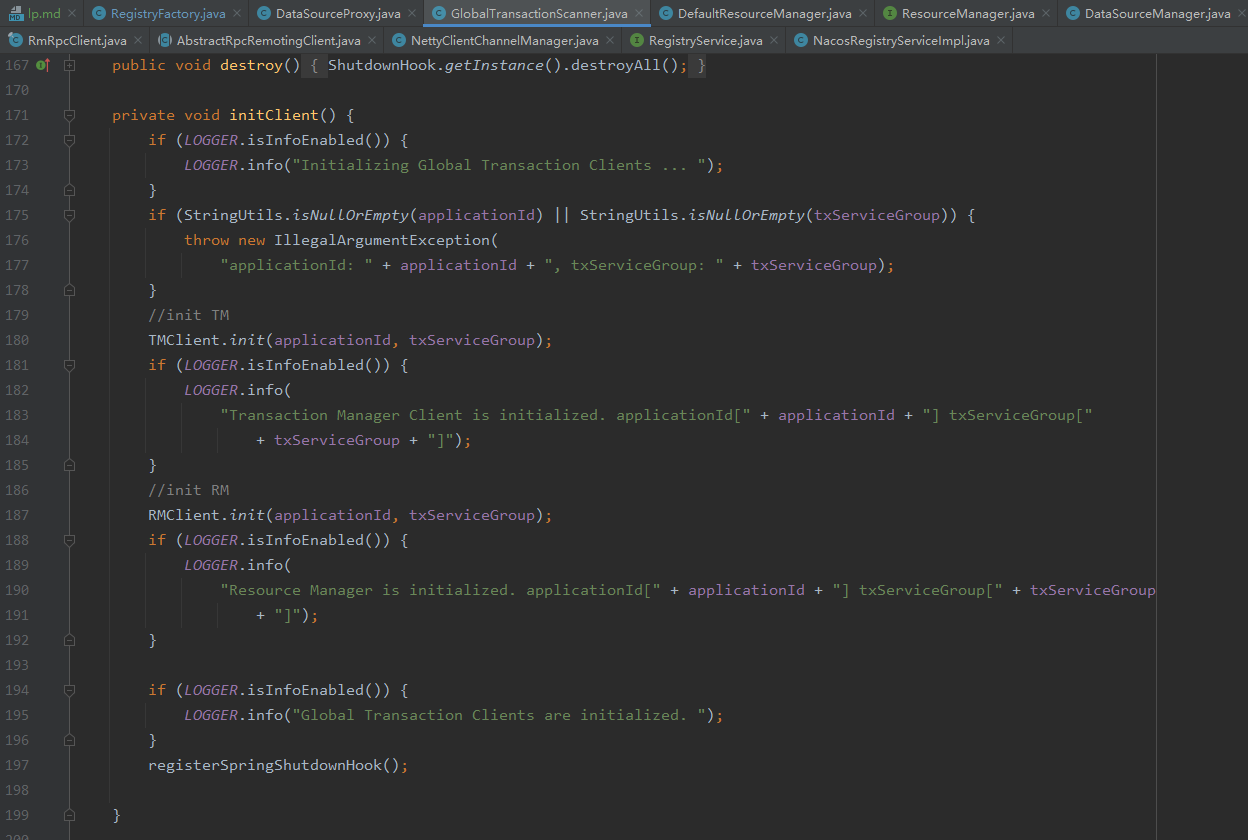 lp.md × RegistryFactory.java × DataSourceProxy.java × GlobalTransactionScanner.java × DefaultResourceManager.java × ResourceManager.java × DataSourceManager.java ×
RmRpcClient.java × AbstractRpcRemotingClient.java × NettyClientChannelManager.java × RegistryService.java × NacosRegistryServiceImpl.java ×
167 public void destroy() { ShutdownHook.getInstance().destroyAll(); }
170
171 private void initClient() {
172 if (LOGGER.isInfoEnabled()) {
173 LOGGER.info("Initializing Global Transaction Clients ... ");
174 }
175 if (StringUtils.isNullOrEmpty(applicationId) || StringUtils.isNullOrEmpty(txServiceGroup)) {
176 throw new IllegalArgumentException(
177 "applicationId: " + applicationId + ", txServiceGroup: " + txServiceGroup);
178 }
179 //init TM
180 TMClient.init(applicationId, txServiceGroup);
181 if (LOGGER.isInfoEnabled()) {
182 LOGGER.info(
183 "Transaction Manager Client is initialized. applicationId[" + applicationId + "] txServiceGroup["
184 + txServiceGroup + "]");
185 }
186 //init RM
187 RMClient.init(applicationId, txServiceGroup);
188 if (LOGGER.isInfoEnabled()) {
189 LOGGER.info(
190 "Resource Manager is initialized. applicationId[" + applicationId + "] txServiceGroup[" + txServiceGroup
191 + "]");
192 }
193
194 if (LOGGER.isInfoEnabled()) {
195 LOGGER.info("Global Transaction Clients are initialized. ");
196 }
197 registerSpringShutdownHook();
198
199 }
200